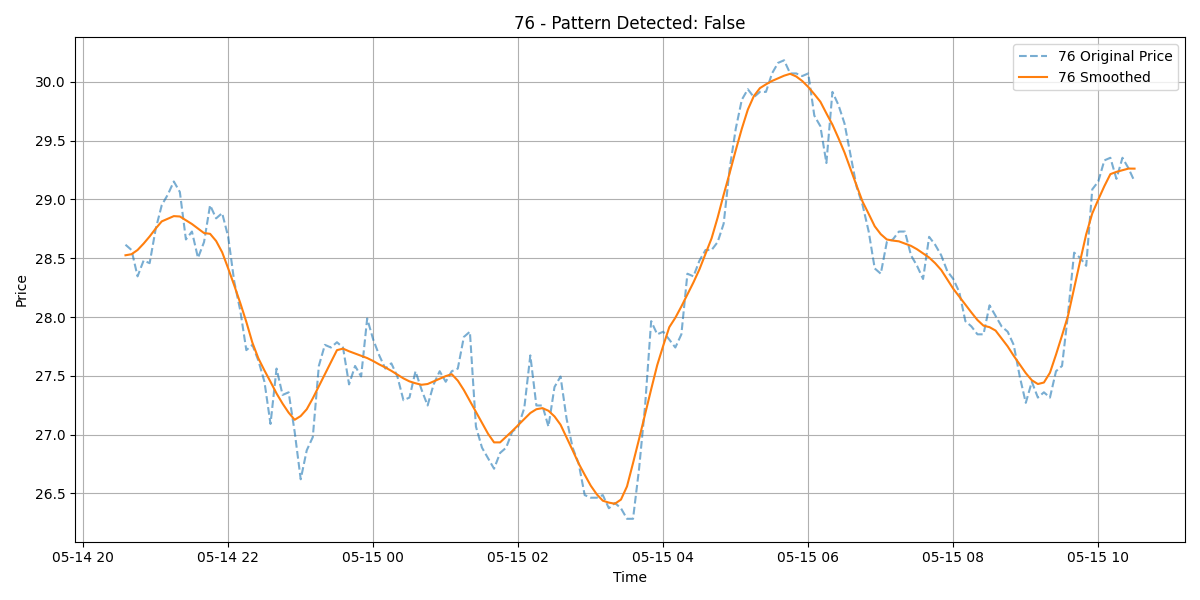 76 - Pattern Detected: False
76 Original Price
76 Smoothed
Price
30.0
29.5
29.0
28.5
28.0
27.5
27.0
26.5
05-14 20 05-14 22 05-15 00 05-15 02 05-15 04 05-15 06 05-15 08 05-15 10
Time